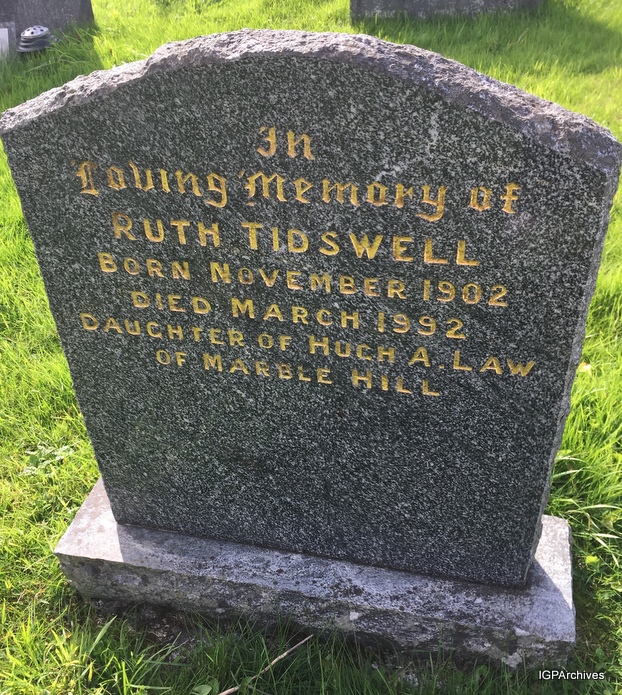 In
Loving Memory of
RUTH TIDSWELL
BORN NOVEMBER 1902
DIED MARCH 1992
DAUGHTER OF HUGH A. LAW
OF MARBLE HILL
IGPArchives